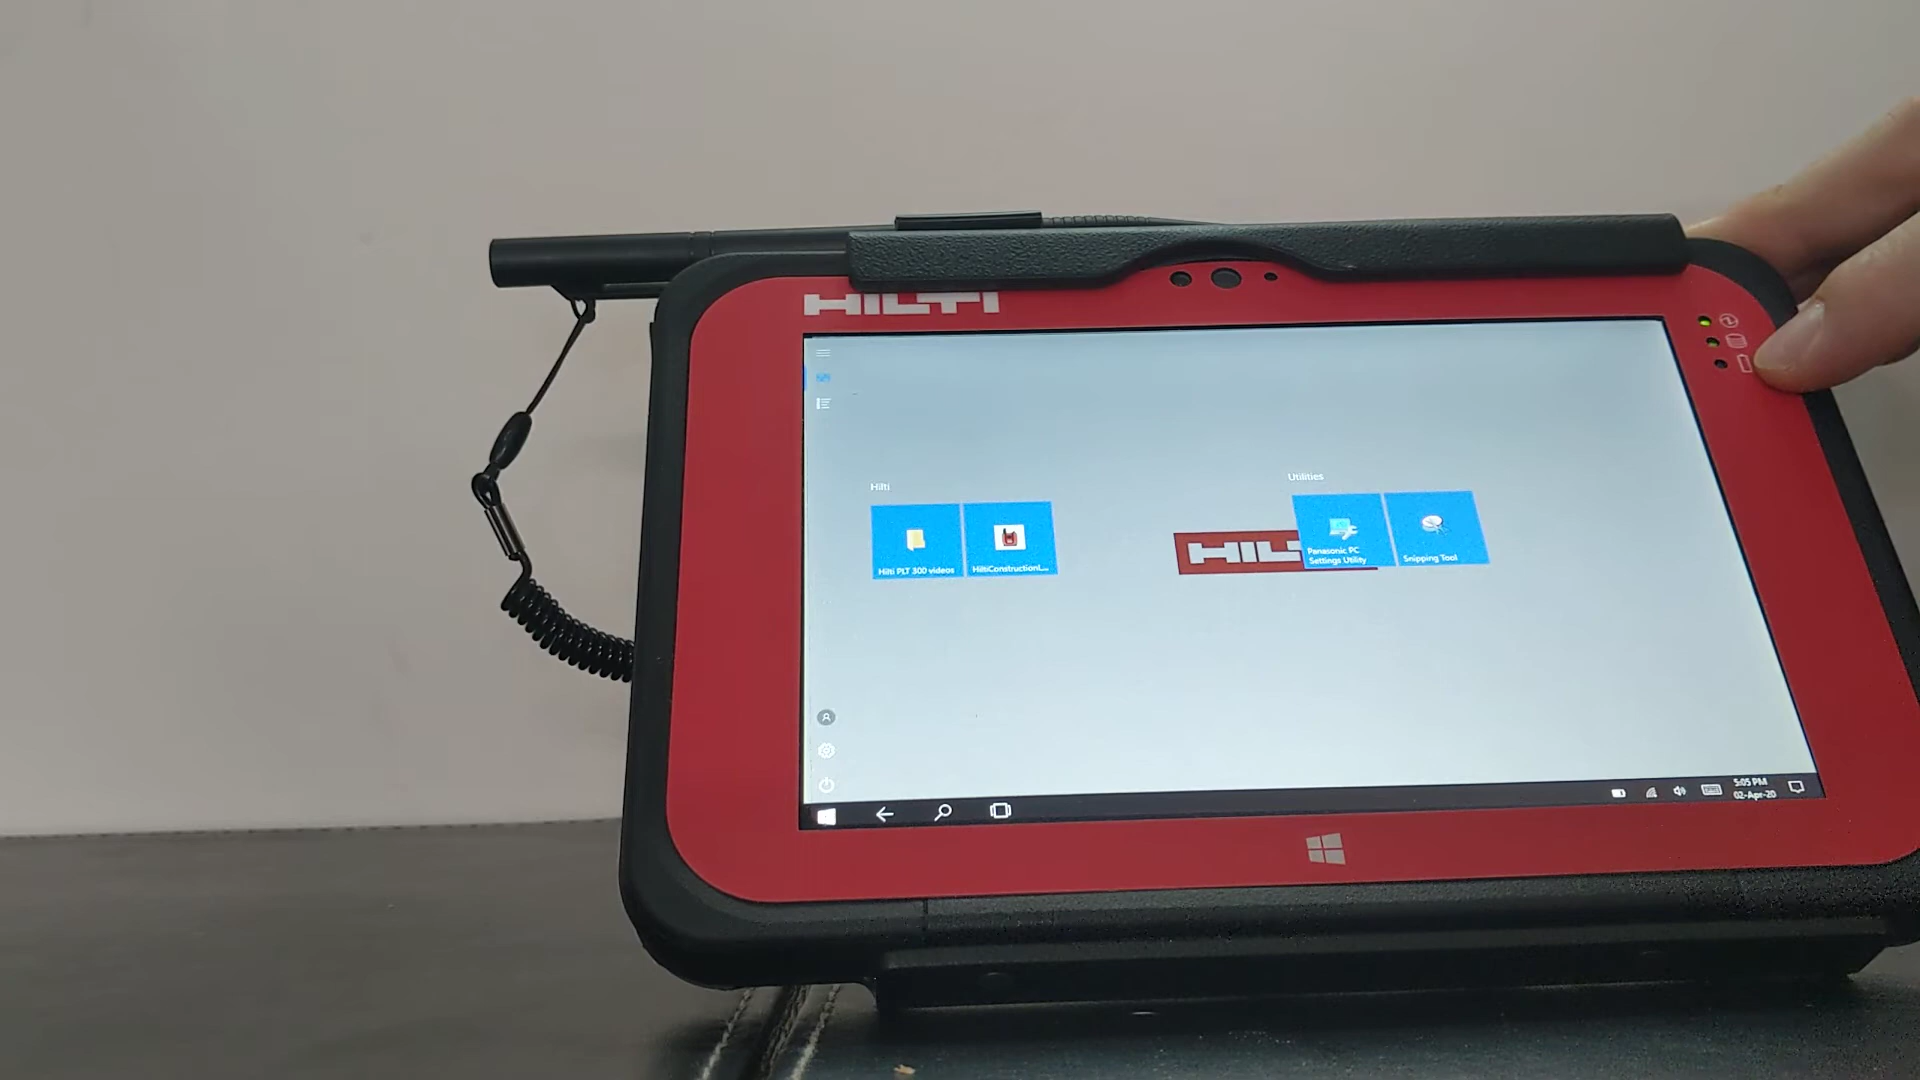 HILTI
Hilti
Utilities
Hilti PLT 300 videos
HiltiConstructionL...
HILT
Panasonic PC
Settings Utility
Snipping Tool
5:05 PM
02-Apr-20